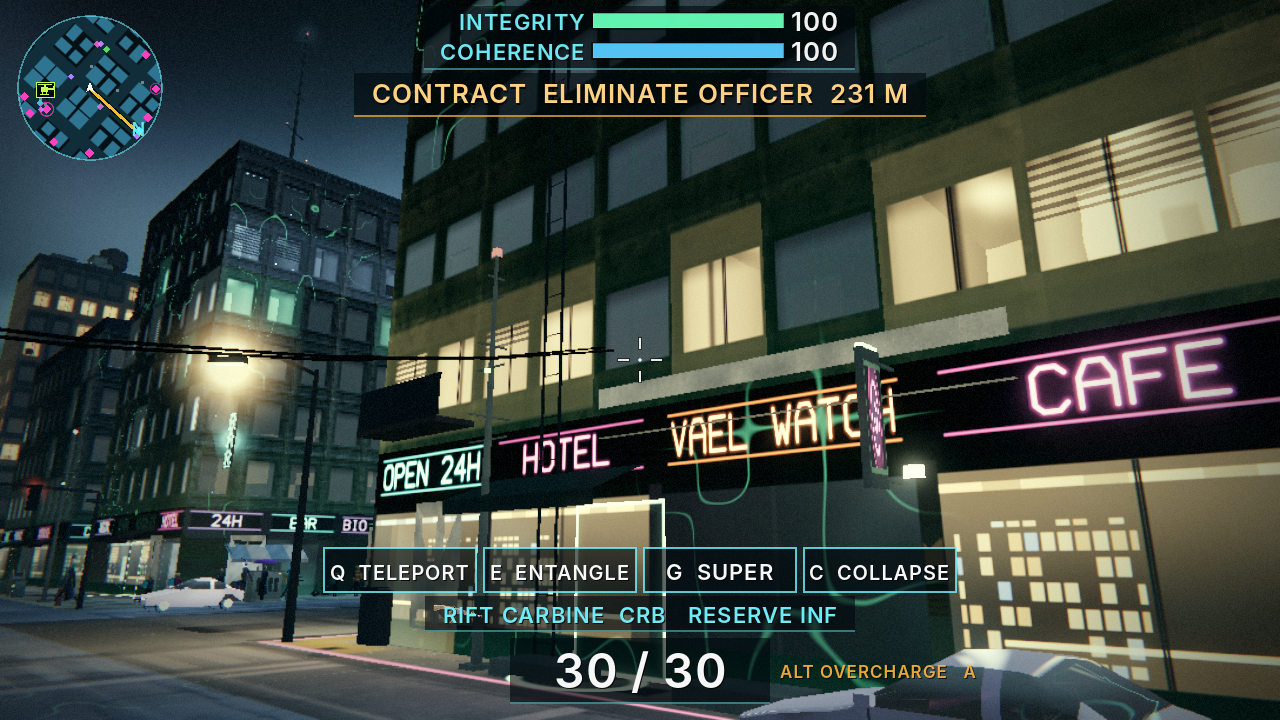 INTEGRITY 100
COHERENCE 100
CONTRACT ELIMINATE OFFICER 231 M
N
CAFE
VAEL WATCH
HOTEL
OPEN 24H
HOTEL
24H
BAR
BIO
Q TELEPORT
E ENTANGLE
G SUPER
C COLLAPSE
RIFT CARBINE CRB RESERVE INF
30 / 30
ALT OVERCHARGE A